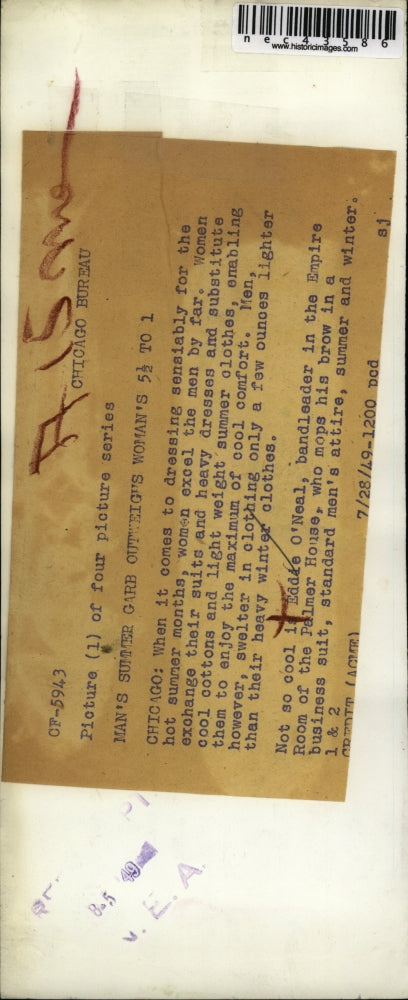 nec43586
www.historicimages.com
A 15
CF-5943 CHICAGO BUREAU
Picture (1) of four picture series
MAN'S SUMMER GARB OUTWEIGHS WOMAN'S 5½ TO 1
CHICAGO: When it comes to dressing sensiably for the
hot summer months, women excel the men by far. Women
exchange their suits and heavy dresses and substitute
cool cottons and light weight summer clothes, enabling
them to enjoy the maximum of cool comfort. Men,
however, swelter in clothing only a few ounces lighter
than their heavy winter clothes.
Not so cool is Eddie O'Neal, bandleader in the Empire
Room of the Palmer House, who mops his brow in a
business suit, standard men's attire, summer and winter.
1 & 2
CREDIT (ACME) 7/28/49-1200 pcd sj
8.5 49
N.E.A.